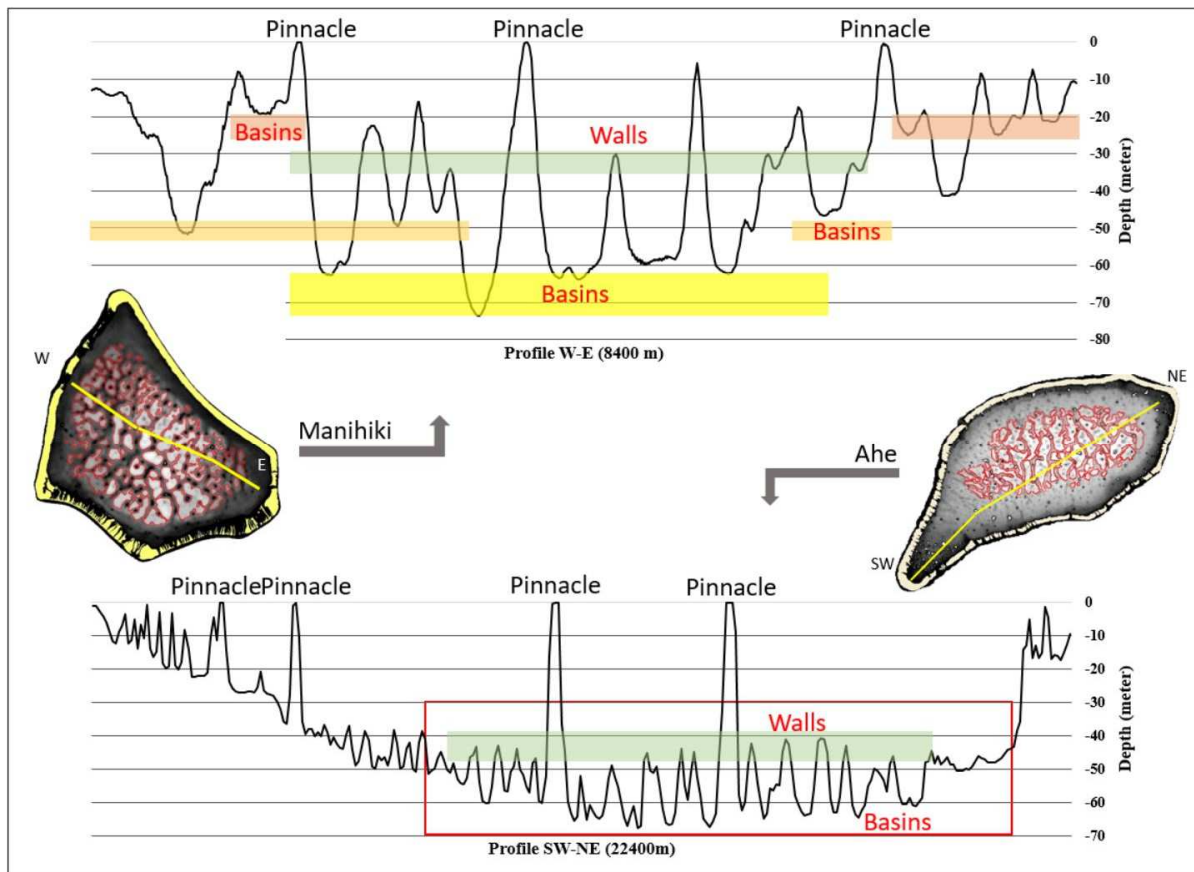 Pinnacle Pinnacle Pinnacle
0
-10
Basins -20
Walls
-30
-40
Basins -50
-60
Basins -70
-80
Depth (meter)
Profile W-E (8400 m)
W
E
Manihiki
NE
Ahe
SW
PinnaclePinnacle Pinnacle Pinnacle
0
-10
-20
-30
Walls
-40
-50
-60
Basins
-70
Depth (meter)
Profile SW-NE (22400m)